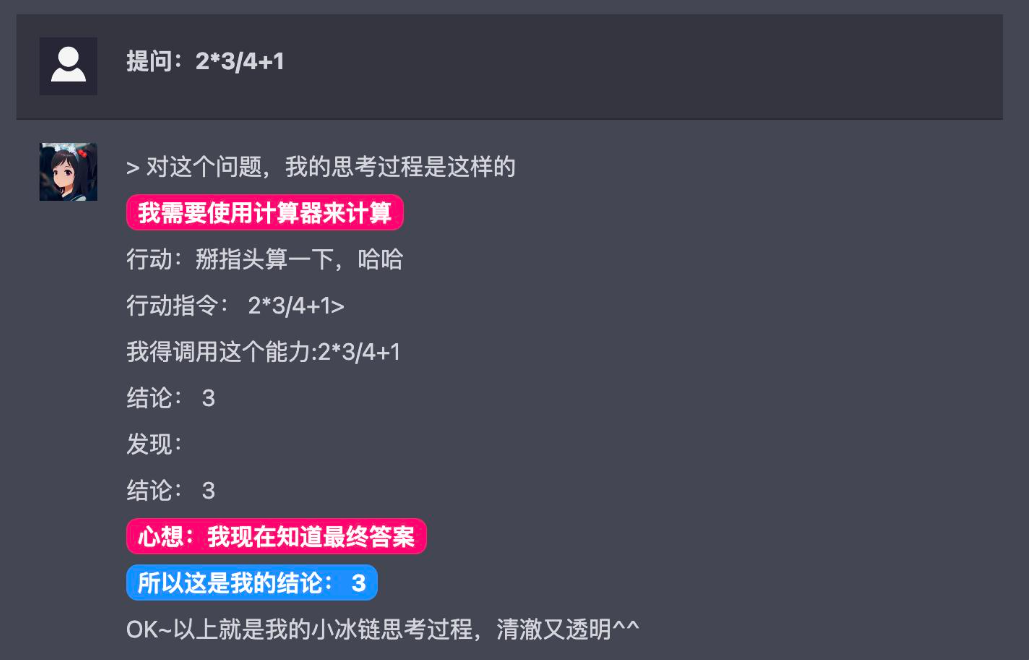 提问：2*3/4+1
> 对这个问题，我的思考过程是这样的
我需要使用计算器来计算
行动：掰指头算一下，哈哈
行动指令： 2*3/4+1>
我得调用这个能力:2*3/4+1
结论： 3
发现：
结论： 3
心想：我现在知道最终答案
所以这是我的结论： 3
OK~以上就是我的小冰链思考过程，清澈又透明^^